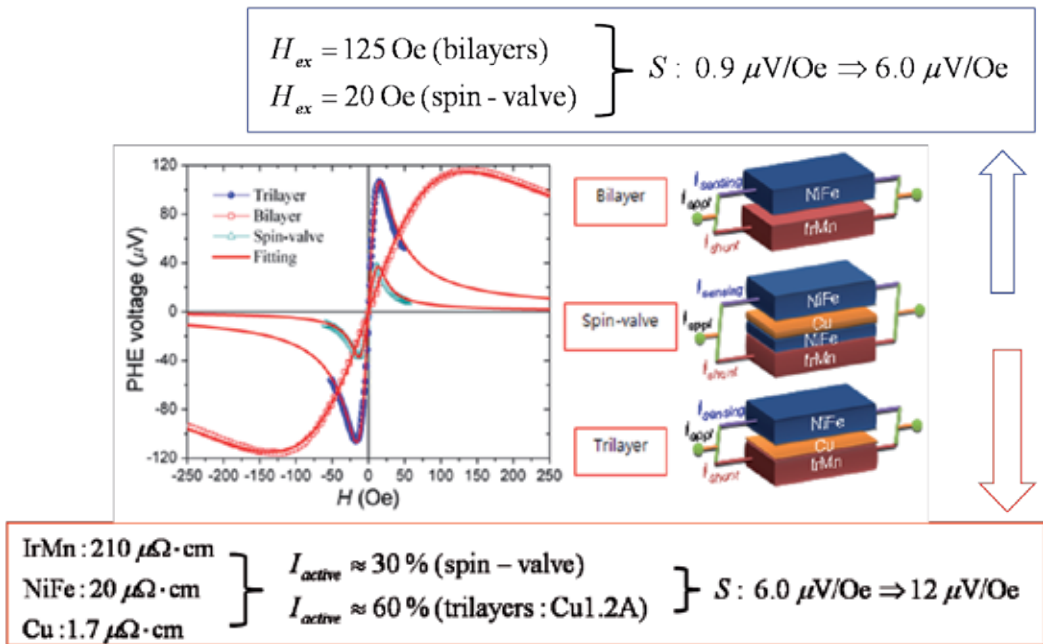 H_ex = 125 Oe (bilayers)
H_ex = 20 Oe (spin - valve)
S : 0.9 μV/Oe ⇒ 6.0 μV/Oe
120
80
40
0
-40
-80
-120
PHE voltage (μV)
Trilayer
Bilayer
Spin-valve
Fitting
-250 -200 -150 -100 -50 0 50 100 150 200 250
H (Oe)
Bilayer
I_sensing
I_appl
I_shunt
NiFe
IrMn
Spin-valve
I_sensing
I_appl
I_shunt
NiFe
Cu
NiFe
IrMn
Trilayer
I_sensing
I_appl
I_shunt
NiFe
Cu
IrMn
IrMn : 210 μΩ·cm
NiFe : 20 μΩ·cm
Cu : 1.7 μΩ·cm
I_active ≈ 30 % (spin – valve)
I_active ≈ 60 % (trilayers : Cu1.2A)
S : 6.0 μV/Oe ⇒ 12 μV/Oe